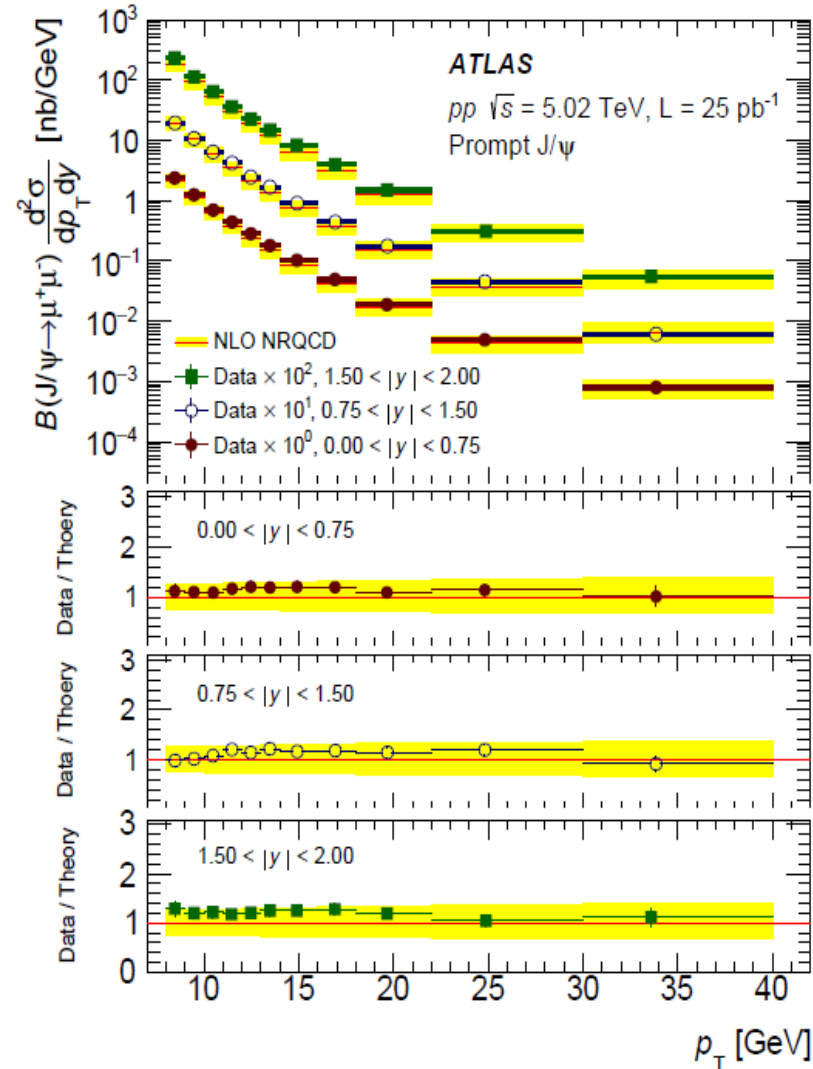 B(J/ψ→μ⁺μ⁻) d²σ/dp_T dy [nb/GeV]
10³
10²
10
1
10⁻¹
10⁻²
10⁻³
10⁻⁴
ATLAS
pp √s = 5.02 TeV, L = 25 pb⁻¹
Prompt J/ψ
NLO NRQCD
Data × 10², 1.50 < |y| < 2.00
Data × 10¹, 0.75 < |y| < 1.50
Data × 10⁰, 0.00 < |y| < 0.75
Data / Thoery
3
2
1
0.00 < |y| < 0.75
Data / Thoery
3
2
1
0.75 < |y| < 1.50
Data / Theory
3
2
1
0
1.50 < |y| < 2.00
10 15 20 25 30 35 40
p_T [GeV]